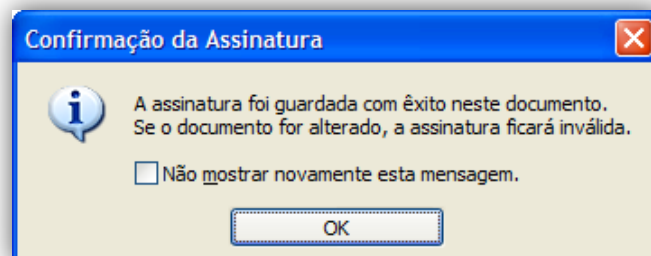 Confirmação da Assinatura
A assinatura foi guardada com êxito neste documento.
Se o documento for alterado, a assinatura ficará inválida.
Não mostrar novamente esta mensagem.
OK